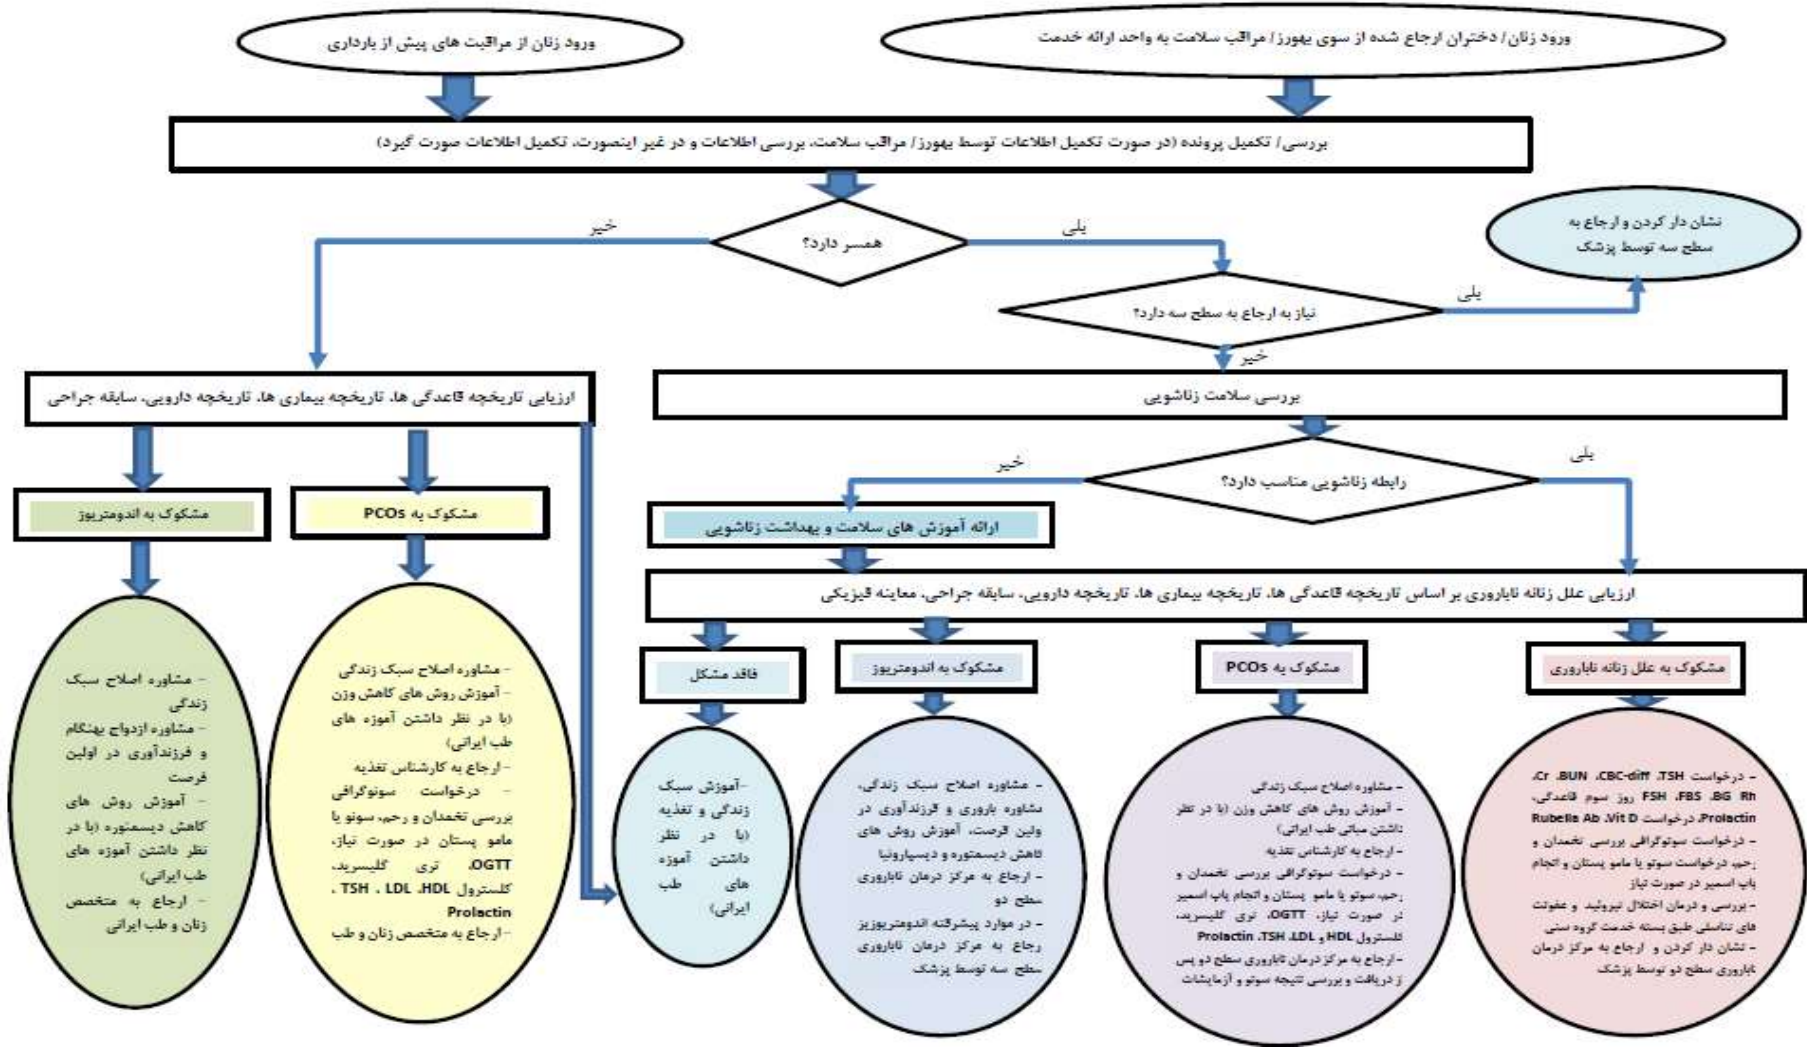 ورود زنان/ دختران ارجاع شده از سوی بهورز/ مراقب سلامت به واحد ارائه خدمت
ورود زنان از مراقبت های پیش از بارداری
بررسی/ تکمیل پرونده (در صورت تکمیل اطلاعات توسط بهورز/ مراقب سلامت، بررسی اطلاعات و در غیر اینصورت، تکمیل اطلاعات صورت گیرد)
همسر دارد؟
بلی
خیر
نیاز به ارجاع به سطح سه دارد؟
بلی
خیر
نشان دار کردن و ارجاع به
سطح سه توسط پزشک
بررسی سلامت زناشویی
رابطه زناشویی مناسب دارد؟
بلی
خیر
ارائه آموزش های سلامت و بهداشت زناشویی
ارزیابی علل زنانه ناباروری بر اساس تاریخچه قاعدگی ها، تاریخچه بیماری ها، تاریخچه دارویی، سابقه جراحی، معاینه فیزیکی
مشکوک به علل زنانه ناباروری
– درخواست Cr ،BUN ،CBC-diff ،TSH،
FSH ،FBS ،BG Rh روز سوم قاعدگی،
Prolactin، درخواست Rubella Ab ،Vit D
– درخواست سونوگرافی بررسی تخمدان و
رحم، درخواست سونو یا مامو پستان و انجام
پاپ اسمیر در صورت نیاز
– بررسی و درمان اختلال تیروئید و عفونت
های تناسلی طبق بسته خدمت گروه سنی
– نشان دار کردن و ارجاع به مرکز درمان
ناباروری سطح دو توسط پزشک
مشکوک به PCOs
– مشاوره اصلاح سبک زندگی
– آموزش روش های کاهش وزن (با در نظر
داشتن مبانی طب ایرانی)
– ارجاع به کارشناس تغذیه
– درخواست سونوگرافی بررسی تخمدان و
رحم، سونو یا مامو پستان و انجام پاپ اسمیر
در صورت نیاز، OGTT، تری گلیسرید،
کلسترول HDL و Prolactin ،TSH ،LDL
– ارجاع به مرکز درمان ناباروری سطح دو پس
از دریافت و بررسی نتیجه سونو و آزمایشات
مشکوک به اندومتریوز
– مشاوره اصلاح سبک زندگی،
مشاوره باروری و فرزندآوری در
ولین فرصت، آموزش روش های
کاهش دیسمنوره و دیسپارونیا
– ارجاع به مرکز درمان ناباروری
سطح دو
– در موارد پیشرفته اندومتریوزیز
رجاع به مرکز درمان ناباروری
سطح سه توسط پزشک
فاقد مشکل
–آموزش سبک
زندگی و تغذیه
(با در نظر
داشتن آموزه
های طب
ایرانی)
ارزیابی تاریخچه قاعدگی ها، تاریخچه بیماری ها، تاریخچه دارویی، سابقه جراحی
مشکوک به PCOs
– مشاوره اصلاح سبک زندگی
– آموزش روش های کاهش وزن
(با در نظر داشتن آموزه های
طب ایرانی)
– ارجاع به کارشناس تغذیه
– درخواست سونوگرافی
بررسی تخمدان و رحم، سونو یا
مامو پستان در صورت نیاز،
OGTT، تری گلیسرید،
کلسترول TSH ، LDL ،HDL ،
Prolactin
– ارجاع به متخصص زنان و طب
مشکوک به اندومتریوز
– مشاوره اصلاح سبک
زندگی
– مشاوره ازدواج بهنگام
و فرزندآوری در اولین
فرصت
– آموزش روش های
کاهش دیسمنوره (با در
نظر داشتن آموزه های
طب ایرانی)
– ارجاع به متخصص
زنان و طب ایرانی